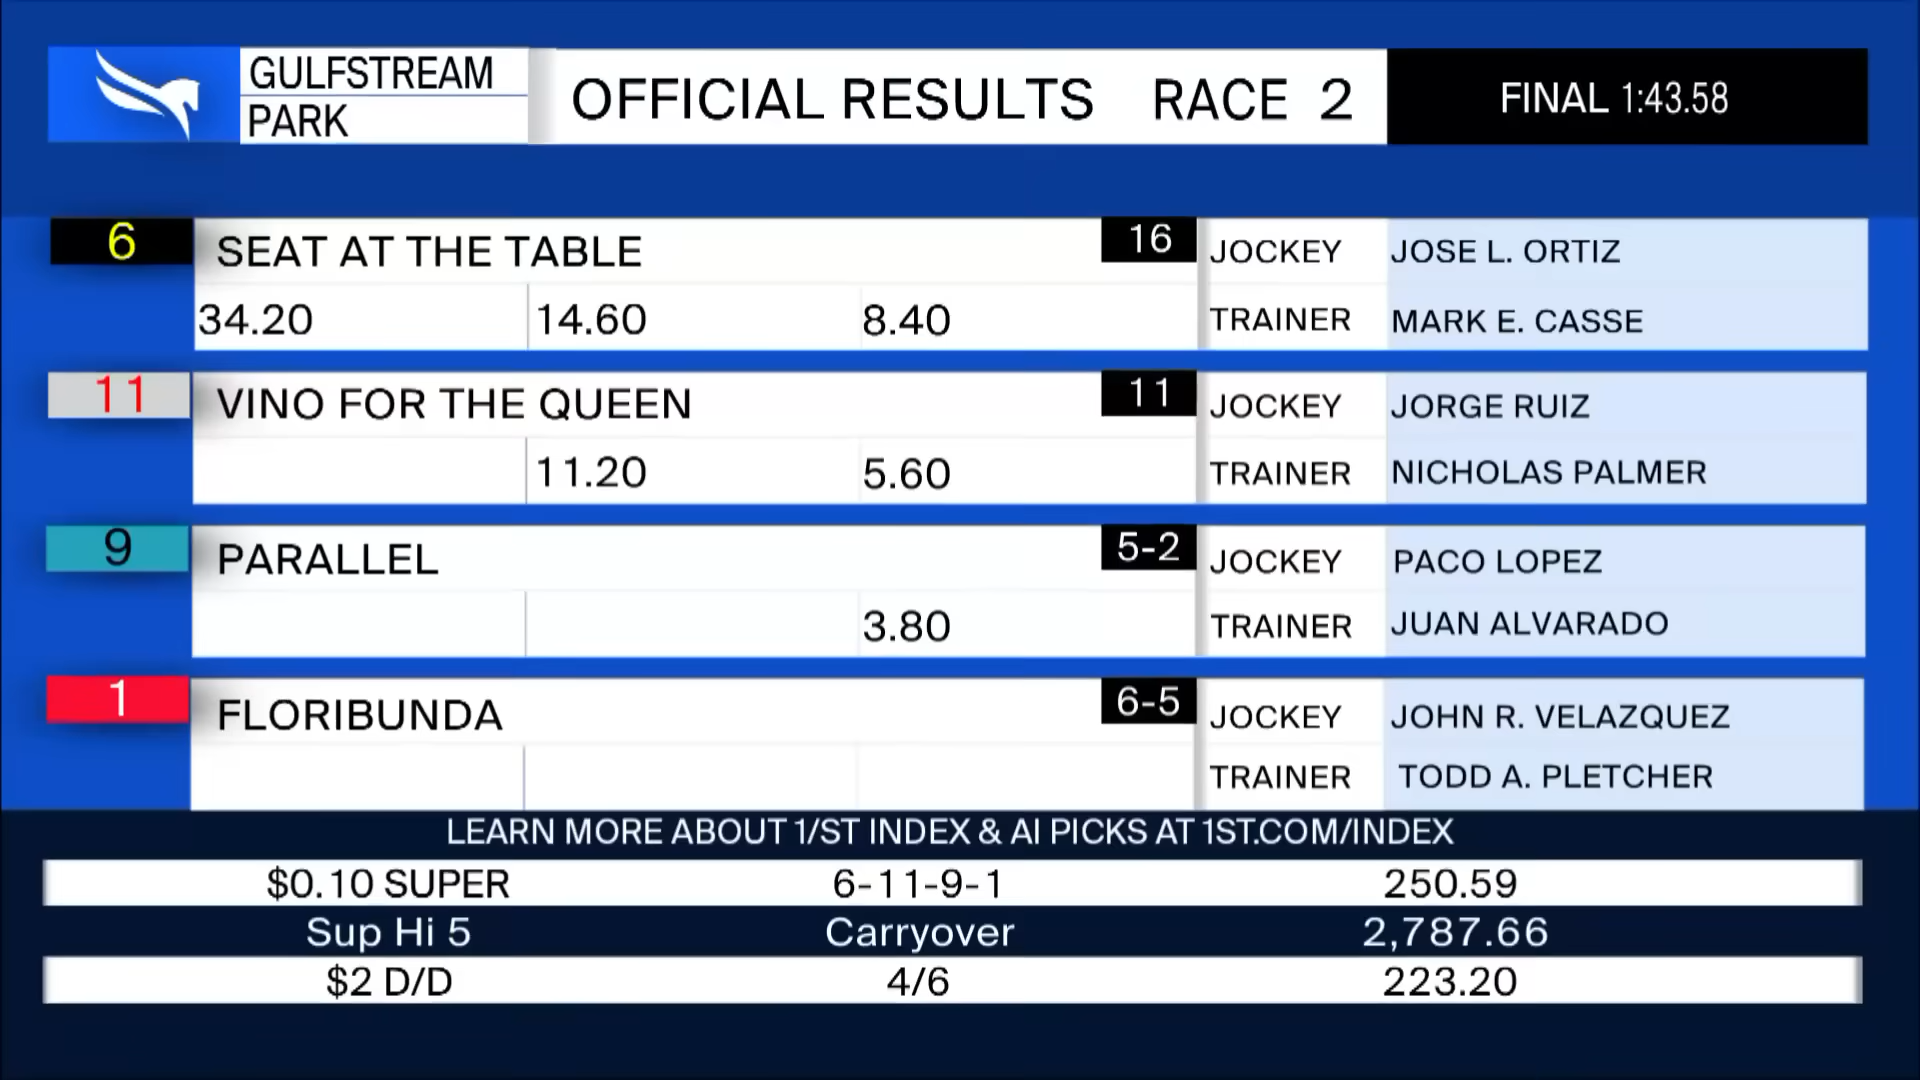 GULFSTREAM
PARK
OFFICIAL RESULTS RACE 2
FINAL 1:43.58
6 SEAT AT THE TABLE 16 JOCKEY JOSE L. ORTIZ
34.20 14.60 8.40 TRAINER MARK E. CASSE
11 VINO FOR THE QUEEN 11 JOCKEY JORGE RUIZ
11.20 5.60 TRAINER NICHOLAS PALMER
9 PARALLEL 5-2 JOCKEY PACO LOPEZ
3.80 TRAINER JUAN ALVARADO
1 FLORIBUNDA 6-5 JOCKEY JOHN R. VELAZQUEZ
TRAINER TODD A. PLETCHER
LEARN MORE ABOUT 1/ST INDEX & AI PICKS AT 1ST.COM/INDEX
$0.10 SUPER 6-11-9-1 250.59
Sup Hi 5 Carryover 2,787.66
$2 D/D 4/6 223.20